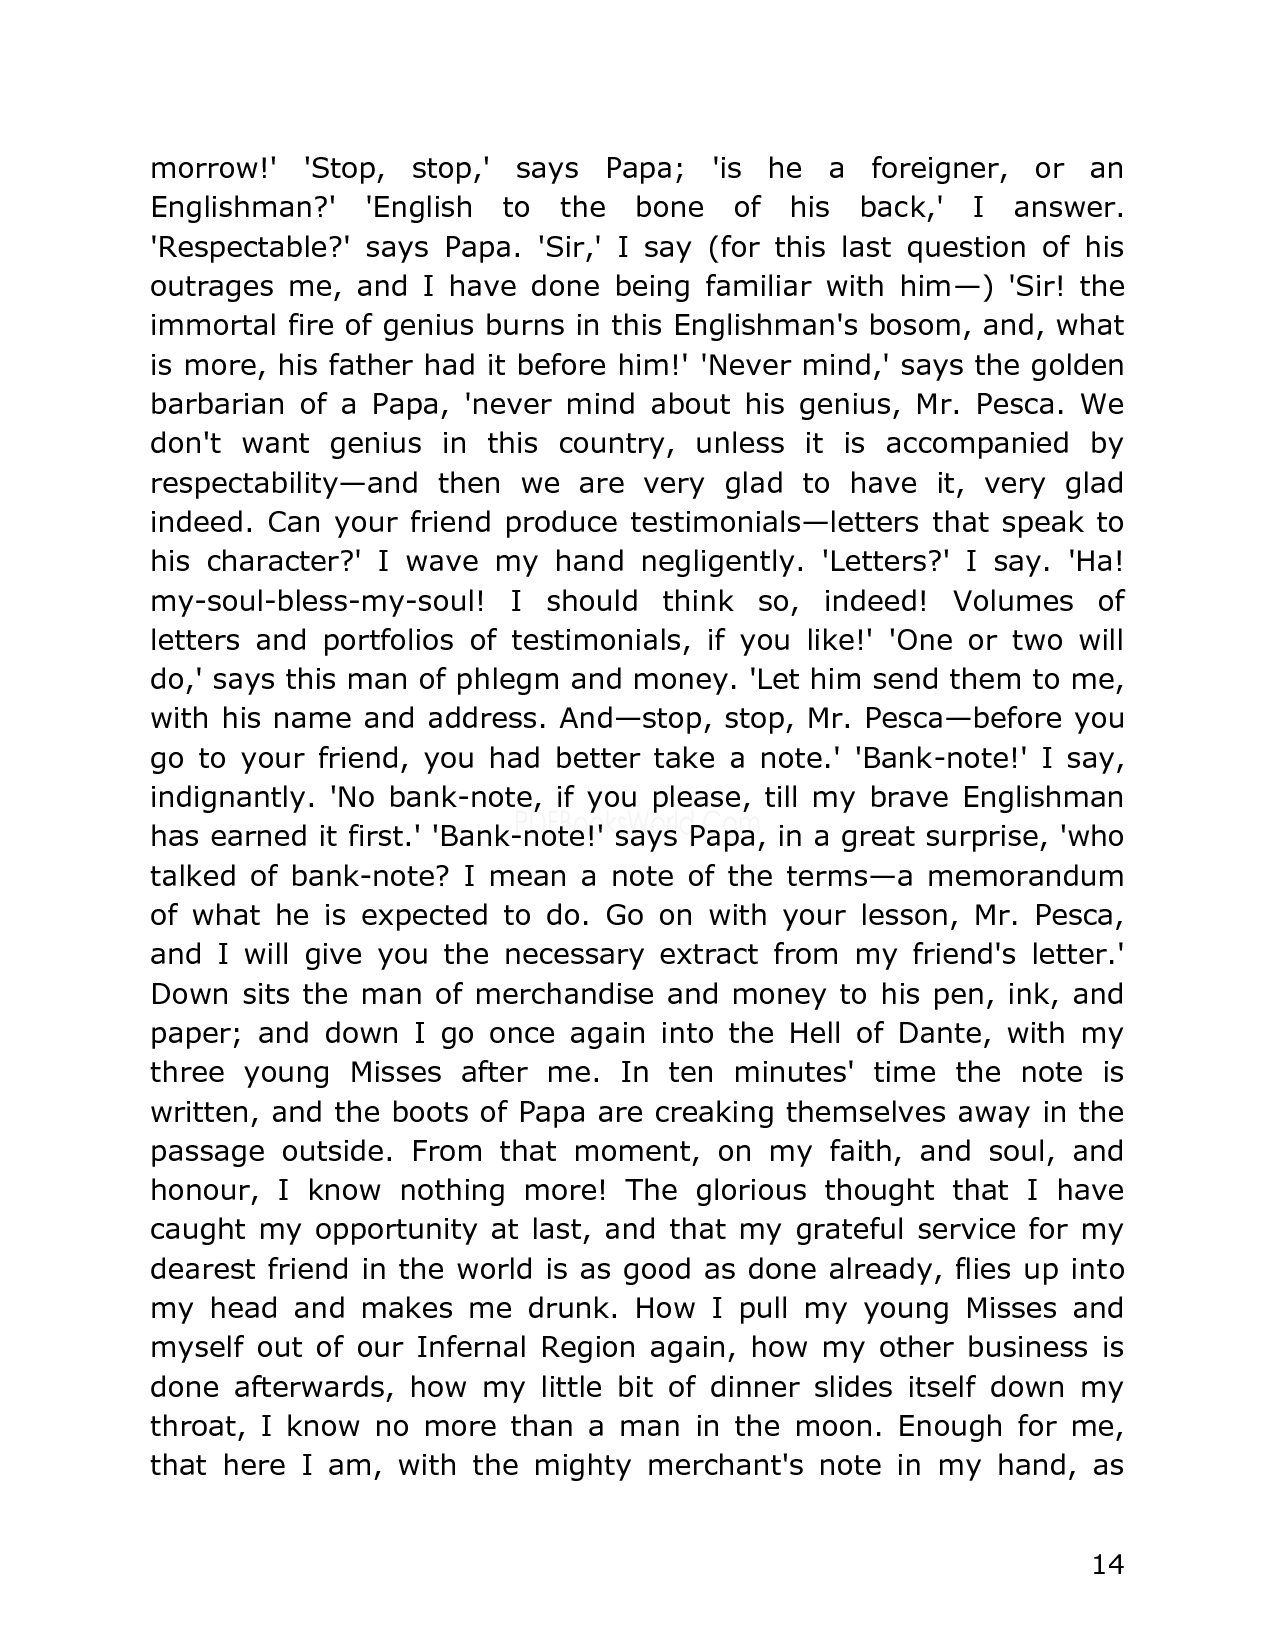 morrow!' 'Stop, stop,' says Papa; 'is he a foreigner, or an
Englishman?' 'English to the bone of his back,' I answer.
'Respectable?' says Papa. 'Sir,' I say (for this last question of his
outrages me, and I have done being familiar with him—) 'Sir! the
immortal fire of genius burns in this Englishman's bosom, and, what
is more, his father had it before him!' 'Never mind,' says the golden
barbarian of a Papa, 'never mind about his genius, Mr. Pesca. We
don't want genius in this country, unless it is accompanied by
respectability—and then we are very glad to have it, very glad
indeed. Can your friend produce testimonials—letters that speak to
his character?' I wave my hand negligently. 'Letters?' I say. 'Ha!
my-soul-bless-my-soul! I should think so, indeed! Volumes of
letters and portfolios of testimonials, if you like!' 'One or two will
do,' says this man of phlegm and money. 'Let him send them to me,
with his name and address. And—stop, stop, Mr. Pesca—before you
go to your friend, you had better take a note.' 'Bank-note!' I say,
indignantly. 'No bank-note, if you please, till my brave Englishman
PDFBooksWorld.Com
has earned it first.' 'Bank-note!' says Papa, in a great surprise, 'who
talked of bank-note? I mean a note of the terms—a memorandum
of what he is expected to do. Go on with your lesson, Mr. Pesca,
and I will give you the necessary extract from my friend's letter.'
Down sits the man of merchandise and money to his pen, ink, and
paper; and down I go once again into the Hell of Dante, with my
three young Misses after me. In ten minutes' time the note is
written, and the boots of Papa are creaking themselves away in the
passage outside. From that moment, on my faith, and soul, and
honour, I know nothing more! The glorious thought that I have
caught my opportunity at last, and that my grateful service for my
dearest friend in the world is as good as done already, flies up into
my head and makes me drunk. How I pull my young Misses and
myself out of our Infernal Region again, how my other business is
done afterwards, how my little bit of dinner slides itself down my
throat, I know no more than a man in the moon. Enough for me,
that here I am, with the mighty merchant's note in my hand, as
14